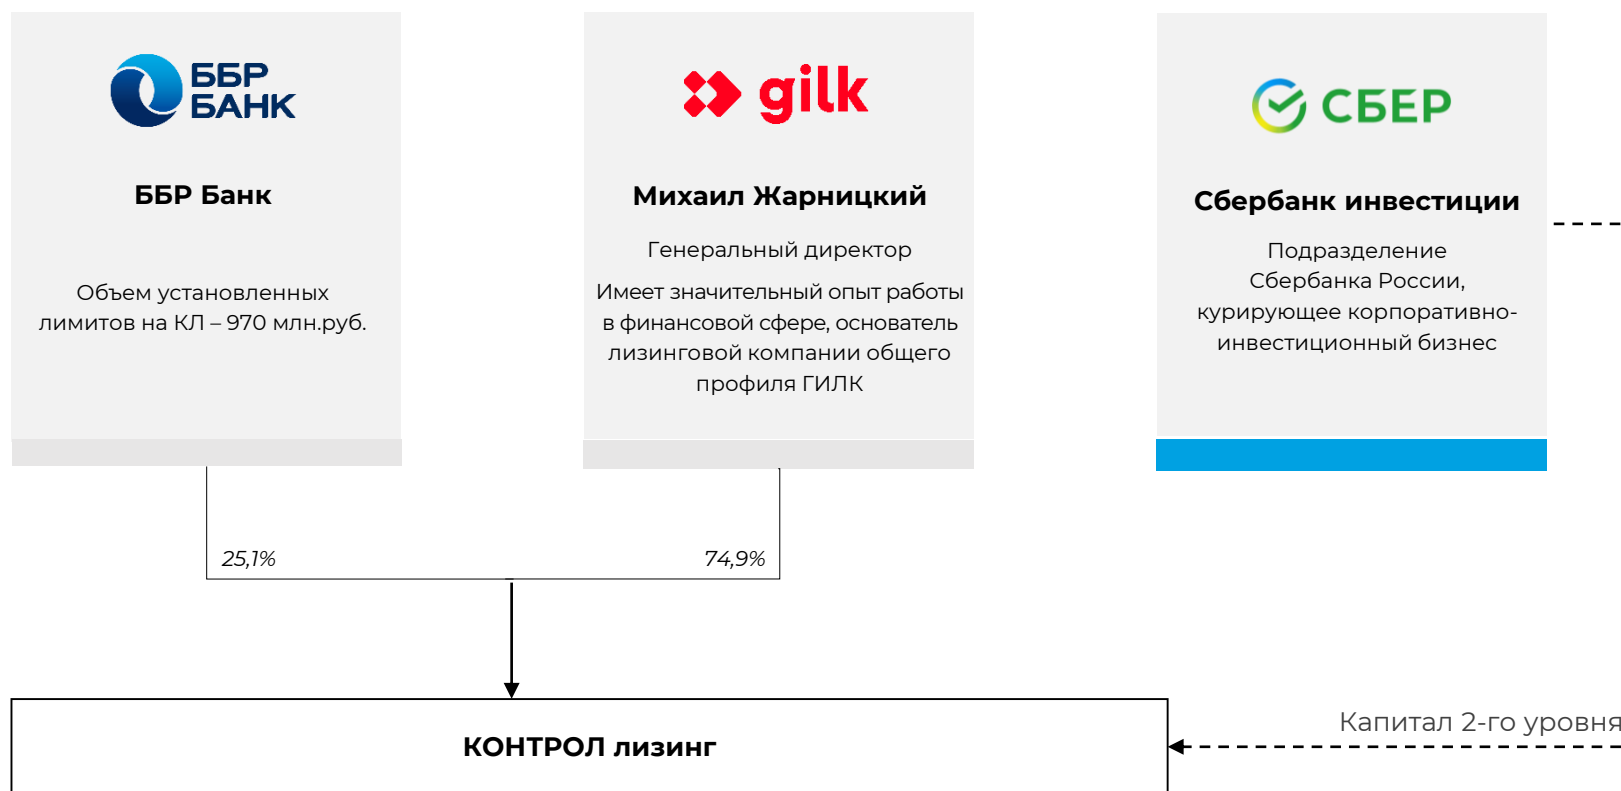 ББР
БАНК
ББР Банк
Объем установленных
лимитов на КЛ – 970 млн.руб.
gilk
Михаил Жарницкий
Генеральный директор
Имеет значительный опыт работы
в финансовой сфере, основатель
лизинговой компании общего
профиля ГИЛК
СБЕР
Сбербанк инвестиции
Подразделение
Сбербанка России,
курирующее корпоративно-
инвестиционный бизнес
25,1%
74,9%
КОНТРОЛ лизинг
Капитал 2-го уровня